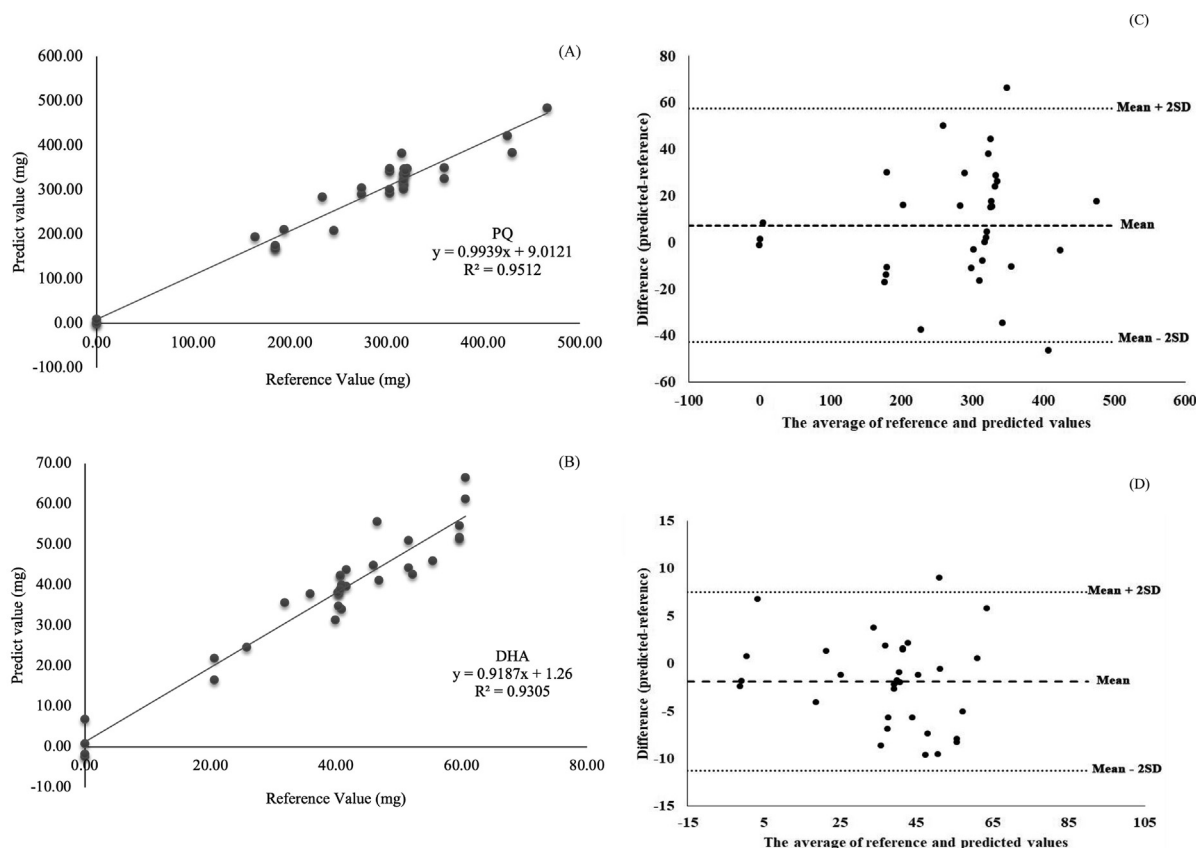 (A)
600.00
500.00
400.00
300.00
200.00
100.00
0.00
-100.00
0.00 100.00 200.00 300.00 400.00 500.00
Predict value (mg)
Reference Value (mg)
PQ
y = 0.9939x + 9.0121
R² = 0.9512
(C)
80
60
40
20
0
-20
-40
-60
-100 0 100 200 300 400 500 600
Difference (predicted-reference)
The average of reference and predicted values
Mean + 2SD
Mean
Mean - 2SD
(B)
70.00
60.00
50.00
40.00
30.00
20.00
10.00
0.00
-10.00
0.00 20.00 40.00 60.00 80.00
Predict value (mg)
Reference Value (mg)
DHA
y = 0.9187x + 1.26
R² = 0.9305
(D)
15
10
5
0
-5
-10
-15
-15 5 25 45 65 85 105
Difference (predicted-reference)
The average of reference and predicted values
Mean + 2SD
Mean
Mean - 2SD